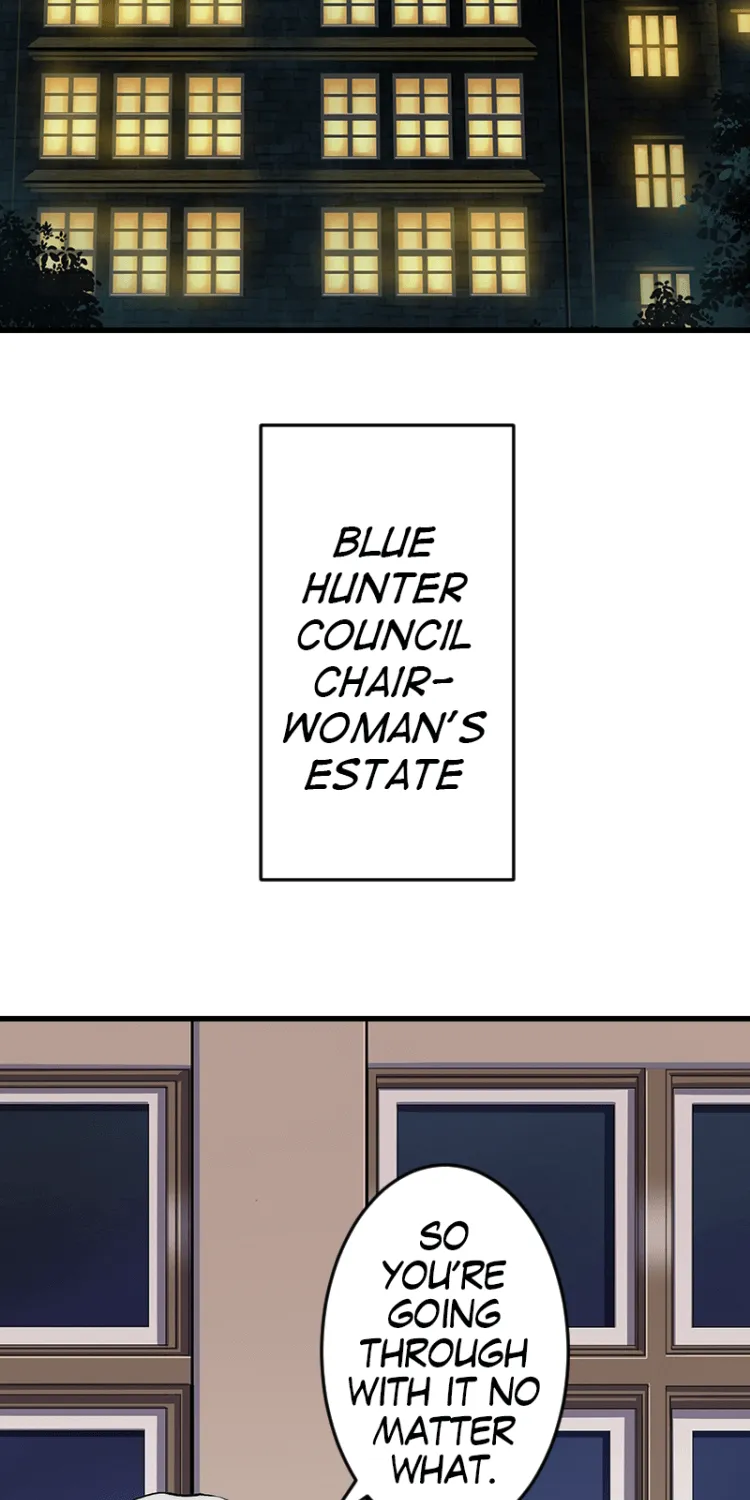 BLUE
HUNTER
COUNCIL
CHAIR-
WOMAN'S
ESTATE
SO
YOU'RE
GOING
THROUGH
WITH IT NO
MATTER
WHAT.